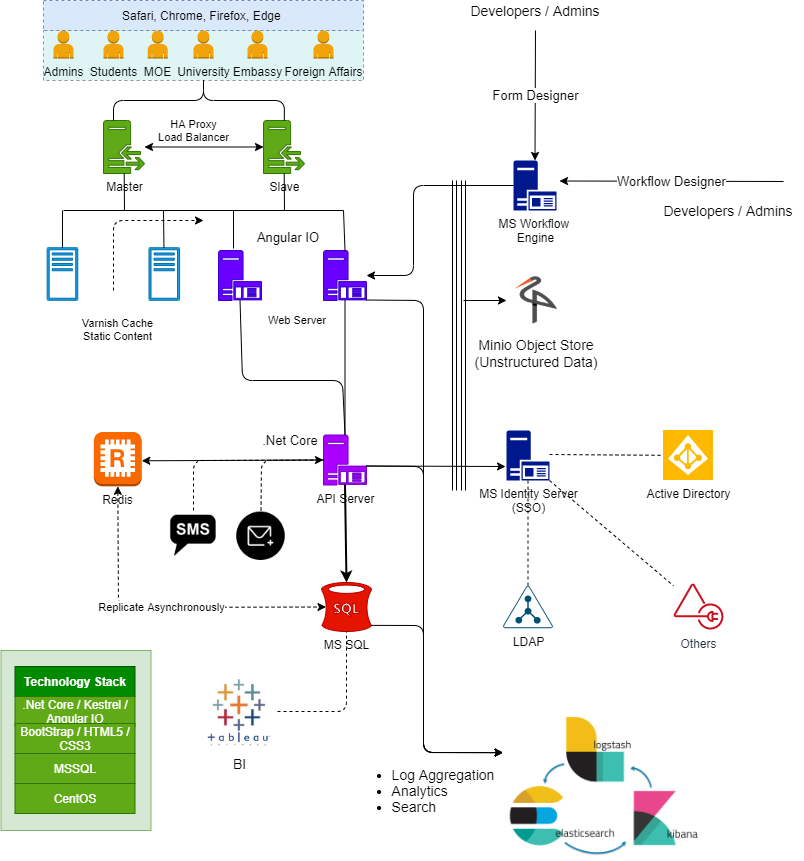 Safari, Chrome, Firefox, Edge
Admins
Students
MOE
University
Embassy
Foreign Affairs
Developers / Admins
Form Designer
HA Proxy
Load Balancer
Master
Slave
Workflow Designer
Developers / Admins
MS Workflow
Engine
Angular IO
Varnish Cache
Static Content
Web Server
Minio Object Store
(Unstructured Data)
.Net Core
R
Redis
API Server
MS Identity Server
(SSO)
Active Directory
SMS
Replicate Asynchronously
SQL
MS SQL
LDAP
Others
Technology Stack
.Net Core / Kestrel /
Angular IO
BootStrap / HTML5 /
CSS3
MSSQL
CentOS
tableau
BI
Log Aggregation
Analytics
Search
logstash
elasticsearch
kibana